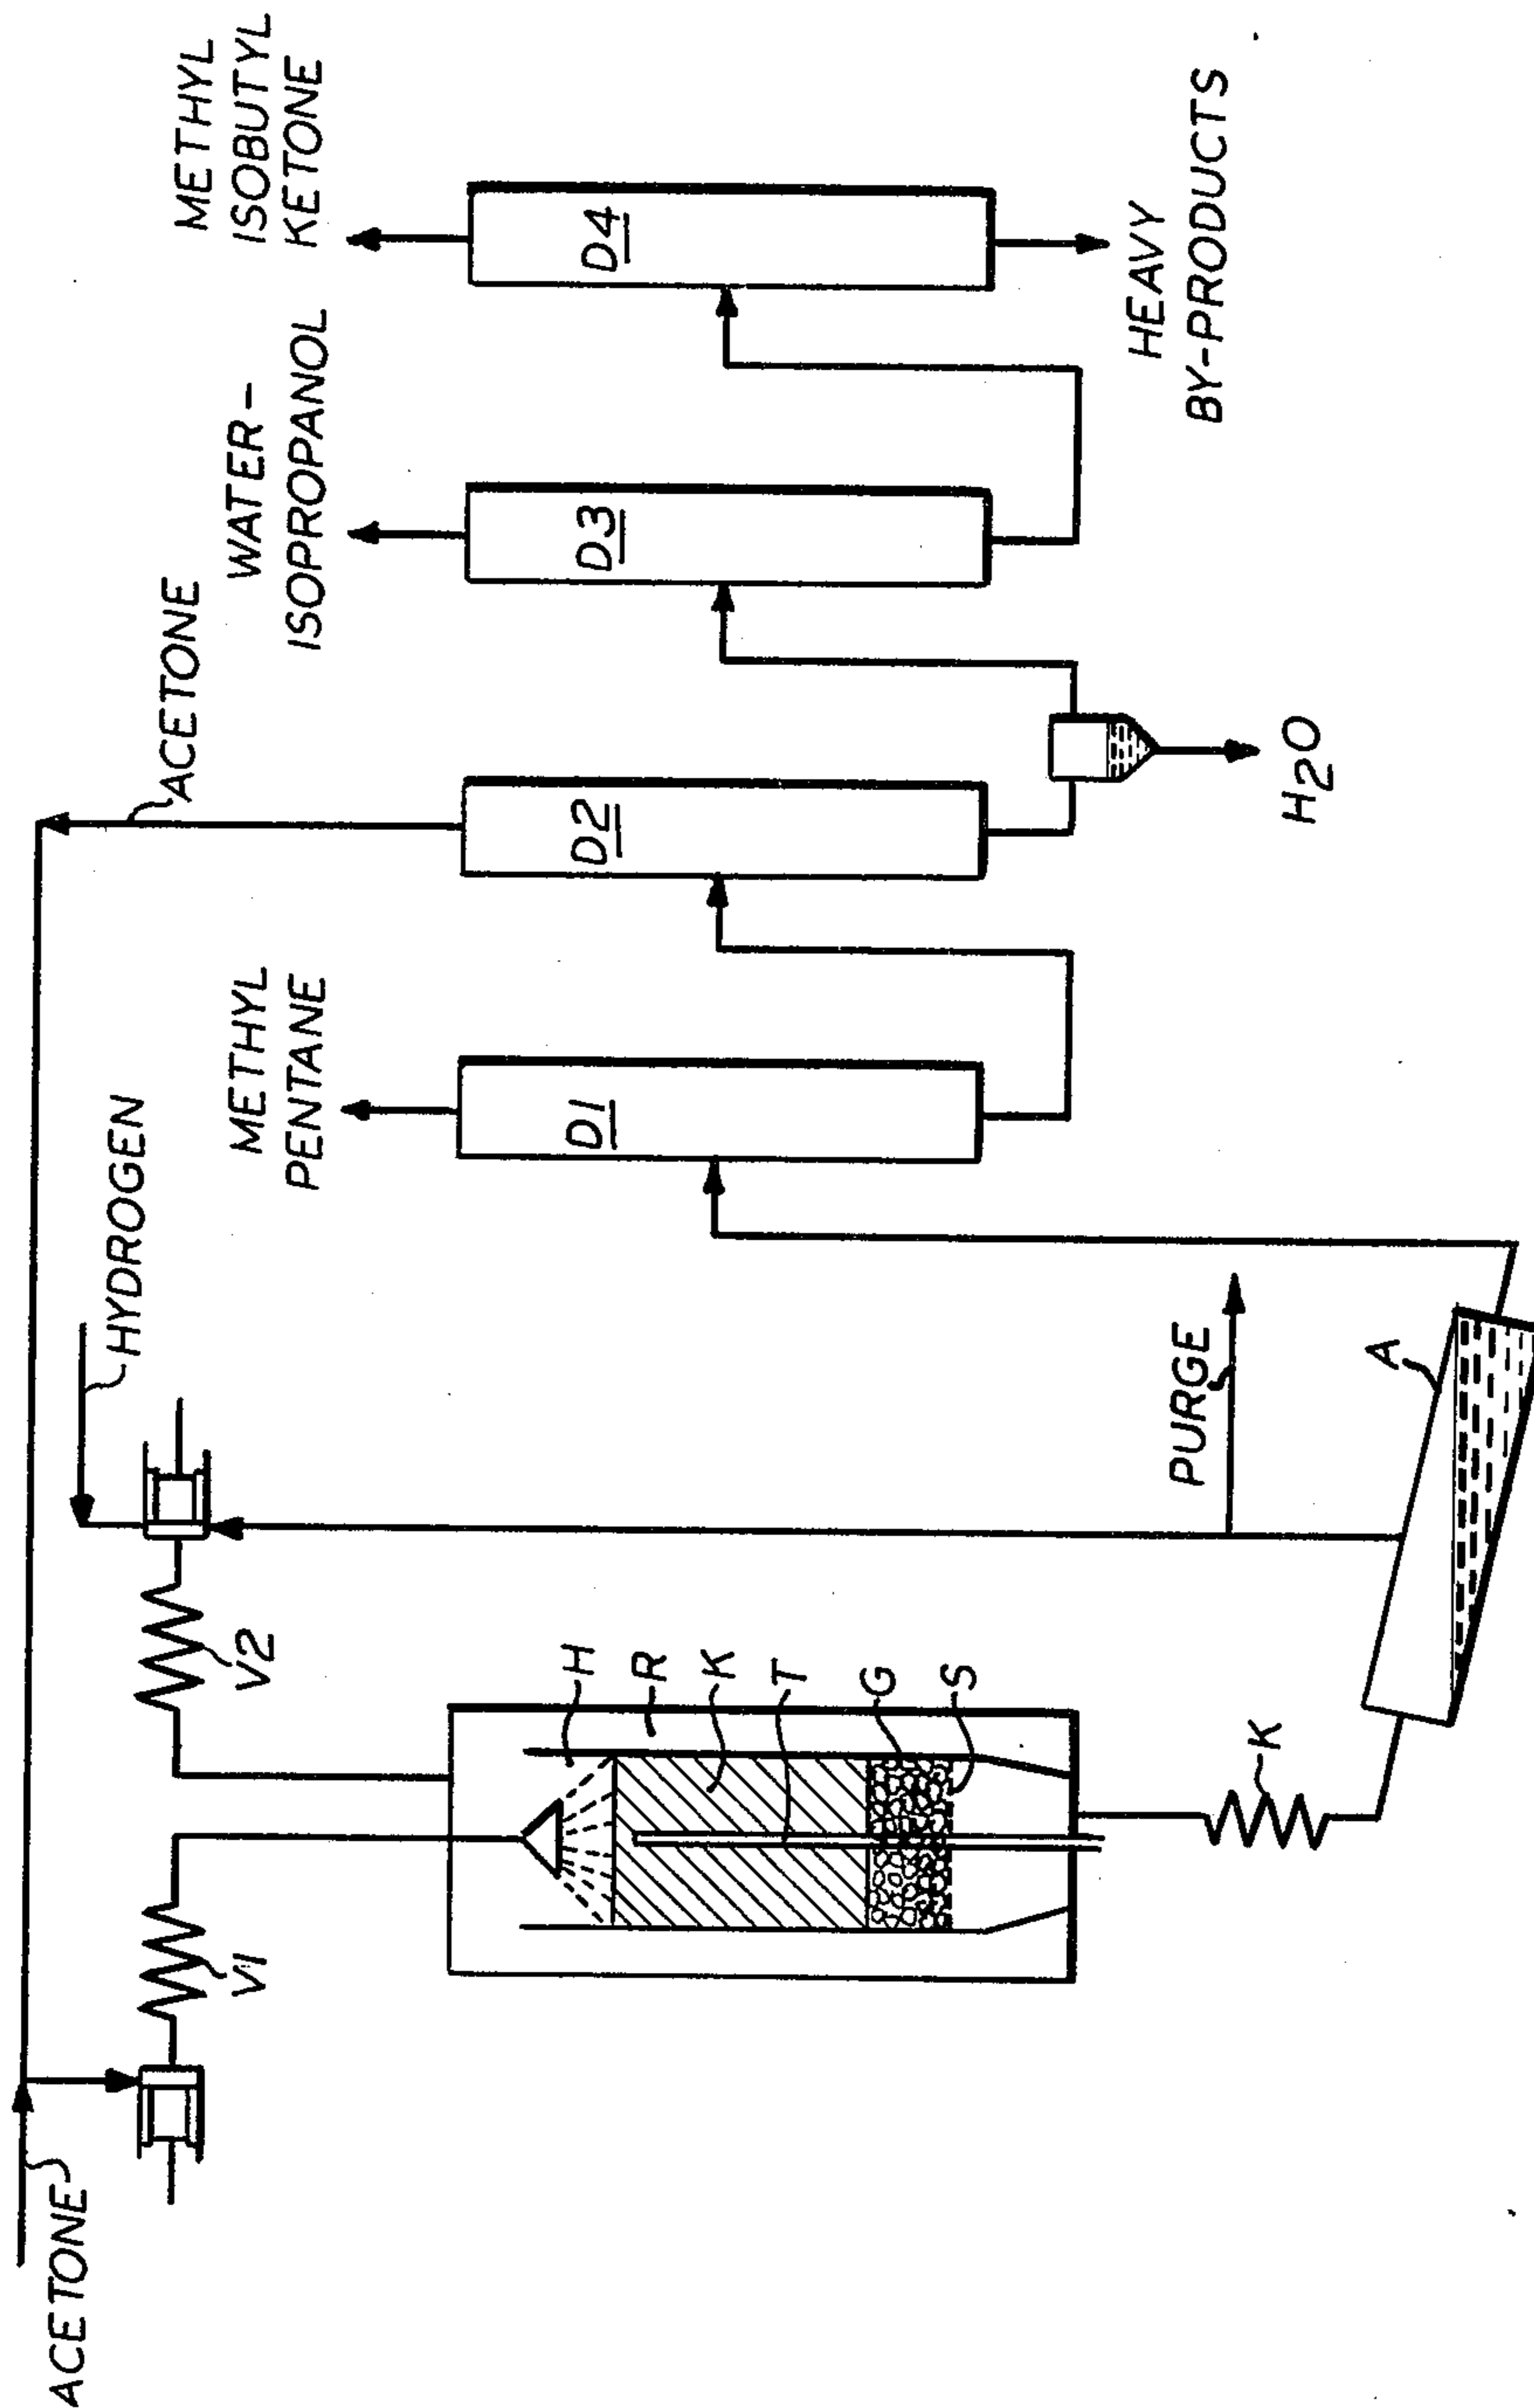 ACETONE
V1
V2
HYDROGEN
ACETONE
METHYL
PENTANE
WATER-
ISOPROPANOL
METHYL
ISOBUTYL
KETONE
H
R
K
T
G
S
D1
D2
D3
D4
K
A
PURGE
H2O
HEAVY
BY-PRODUCTS